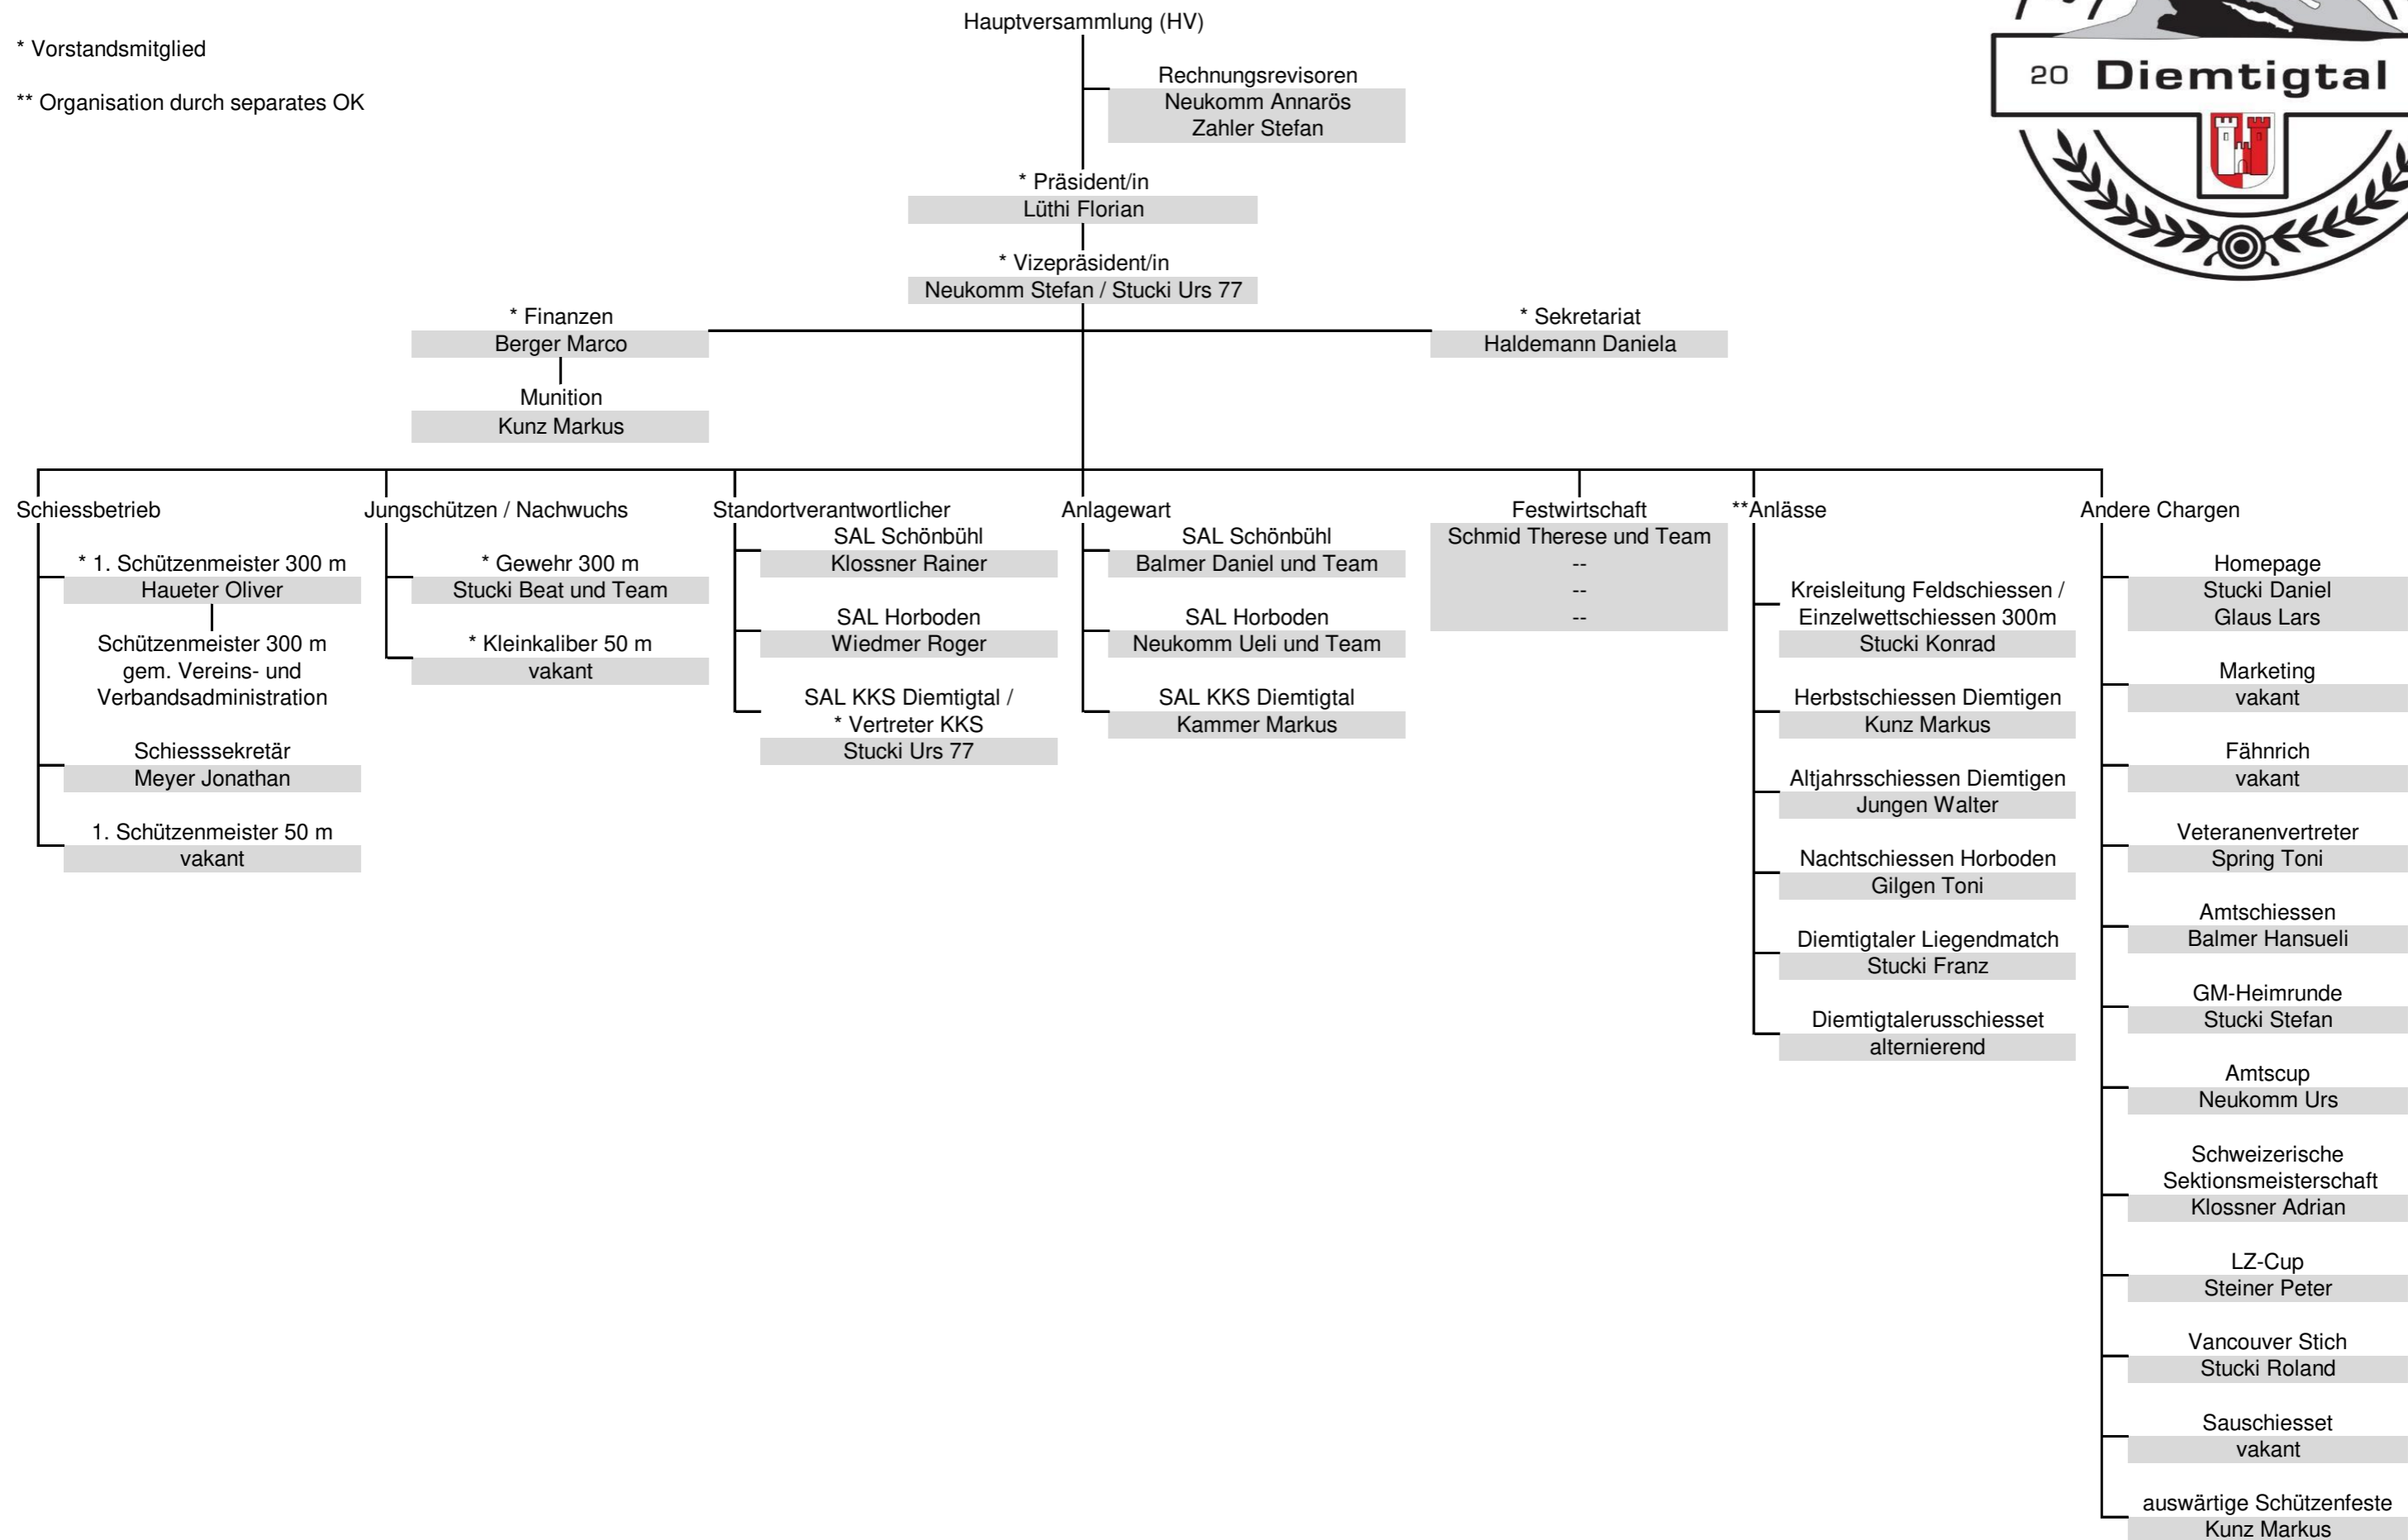 Hauptversammlung (HV)
* Vorstandsmitglied
** Organisation durch separates OK
20 Diemtigtal
Rechnungsrevisoren
Neukomm Annarös
Zahler Stefan
* Präsident/in
Lüthi Florian
* Vizepräsident/in
Neukomm Stefan / Stucki Urs 77
* Finanzen
Berger Marco
Munition
Kunz Markus
* Sekretariat
Haldemann Daniela
Schiessbetrieb
* 1. Schützenmeister 300 m
Haueter Oliver
Schützenmeister 300 m
gem. Vereins- und
Verbandsadministration
Schiesssekretär
Meyer Jonathan
1. Schützenmeister 50 m
vakant
Jungschützen / Nachwuchs
* Gewehr 300 m
Stucki Beat und Team
* Kleinkaliber 50 m
vakant
Standortverantwortlicher
SAL Schönbühl
Klossner Rainer
SAL Horboden
Wiedmer Roger
SAL KKS Diemtigtal /
* Vertreter KKS
Stucki Urs 77
Anlagewart
SAL Schönbühl
Balmer Daniel und Team
SAL Horboden
Neukomm Ueli und Team
SAL KKS Diemtigtal
Kammer Markus
Festwirtschaft
Schmid Therese und Team
--
--
--
**Anlässe
Kreisleitung Feldschiessen /
Einzelwettschiessen 300m
Stucki Konrad
Herbstschiessen Diemtigen
Kunz Markus
Altjahrsschiessen Diemtigen
Jungen Walter
Nachtschiessen Horboden
Gilgen Toni
Diemtigtaler Liegendmatch
Stucki Franz
Diemtigtalerusschiesset
alternierend
Andere Chargen
Homepage
Stucki Daniel
Glaus Lars
Marketing
vakant
Fähnrich
vakant
Veteranenvertreter
Spring Toni
Amtschiessen
Balmer Hansueli
GM-Heimrunde
Stucki Stefan
Amtscup
Neukomm Urs
Schweizerische
Sektionsmeisterschaft
Klossner Adrian
LZ-Cup
Steiner Peter
Vancouver Stich
Stucki Roland
Sauschiesset
vakant
auswärtige Schützenfeste
Kunz Markus